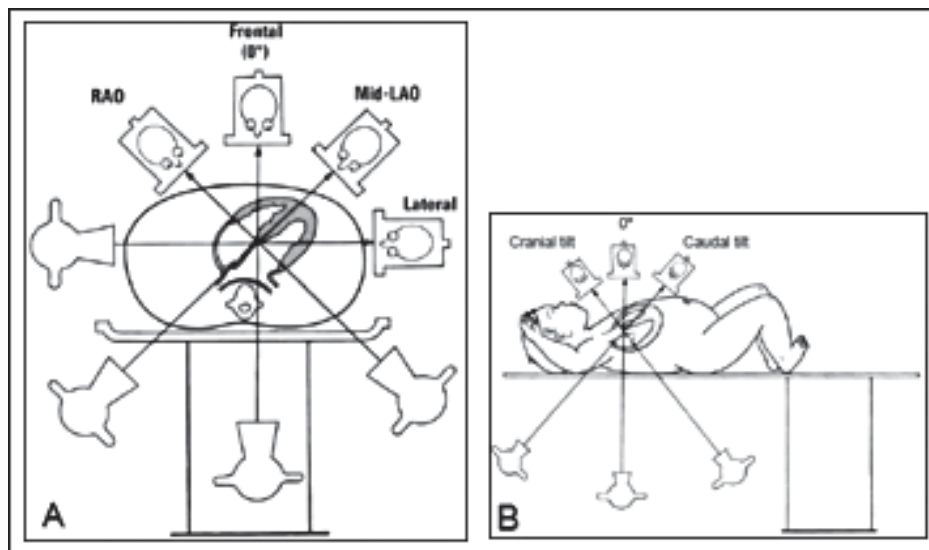 Frontal
(0°)
RAO
Mid-LAO
Lateral
A
0°
Cranial tilt
Caudal tilt
B